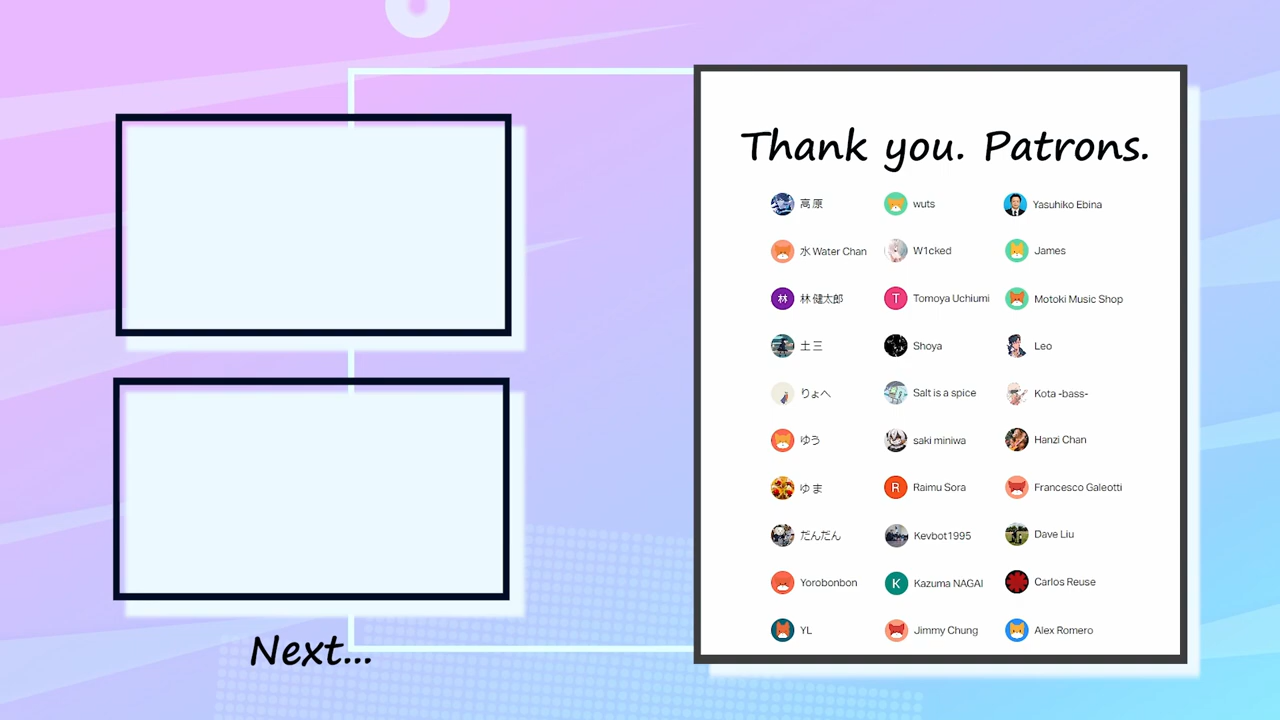 Thank you. Patrons.
高原 wuts Yasuhiko Ebina
水 Water Chan W1cked James
林 林健太郎 T Tomoya Uchiumi Motoki Music Shop
土三 Shoya Leo
りょへ Salt is a spice Kota -bass-
ゆう saki miniwa Hanzi Chan
ゆま R Raimu Sora Francesco Galeotti
だんだん Kevbot1995 Dave Liu
Yorobonbon K Kazuma NAGAI Carlos Reuse
YL Jimmy Chung Alex Romero
Next...